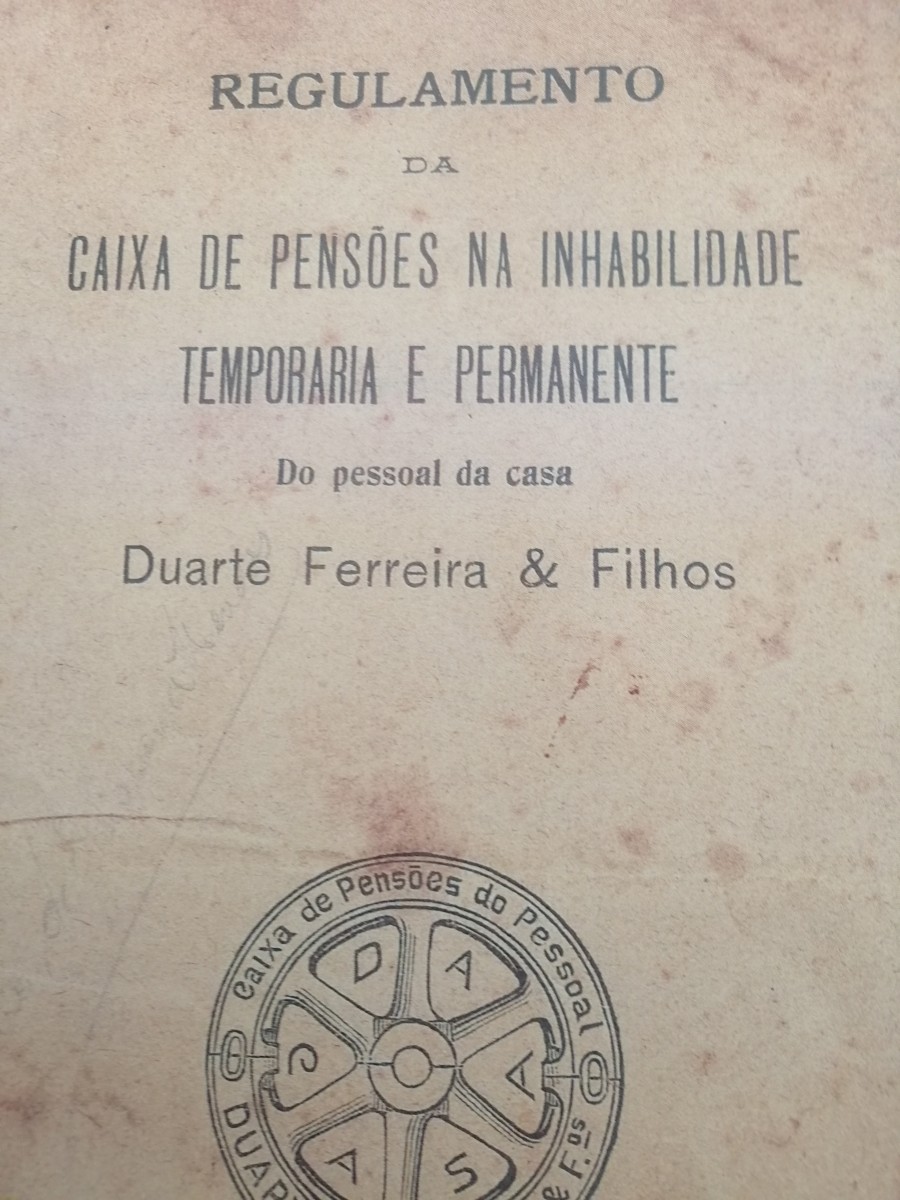 REGULAMENTO
DA
CAIXA DE PENSÕES NA INHABILIDADE
TEMPORARIA E PERMANENTE
Do pessoal da casa
Duarte Ferreira & Filhos
Caixa de Pensões do Pessoal
D A
C A
A S
& F.os